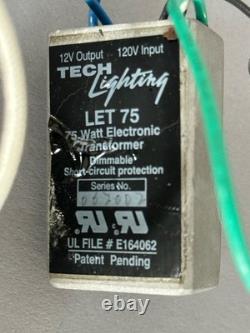 12V Output 120V Input
TECH
Lighting
LET 75
75-Watt Electronic
Transformer
Dimmable
Short-circuit protection
Series No.
UL FILE # E164062
Patent Pending
ebay